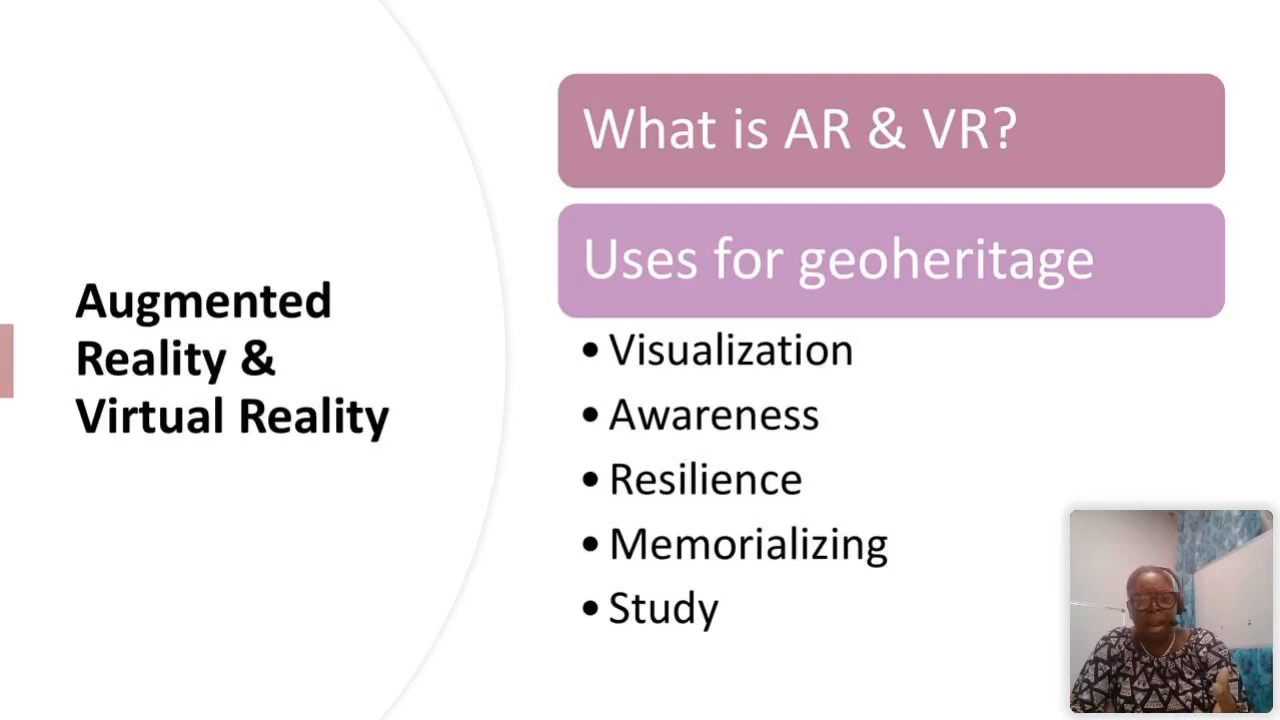 Augmented
Reality &
Virtual Reality
What is AR & VR?
Uses for geoheritage
• Visualization
• Awareness
• Resilience
• Memorializing
• Study